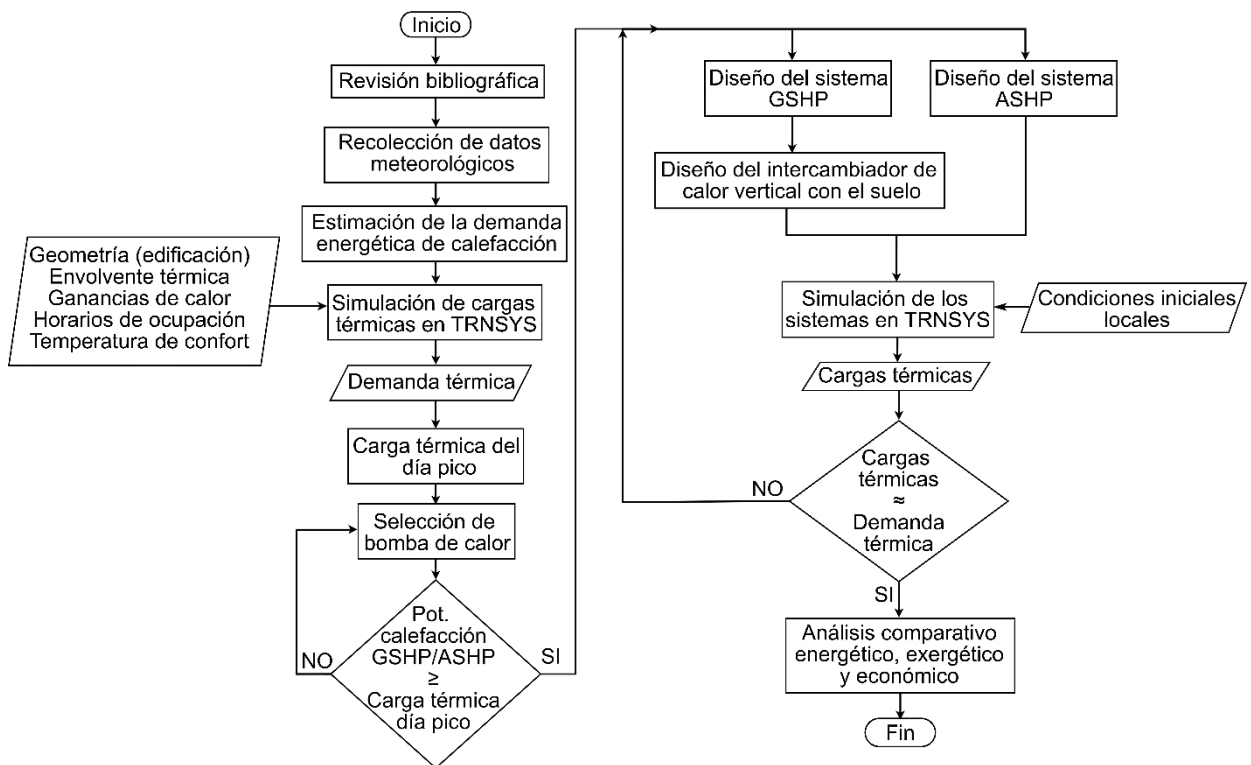 Inicio
Revisión bibliográfica
Recolección de datos
meteorológicos
Estimación de la demanda
energética de calefacción
Geometría (edificación)
Envolvente térmica
Ganancias de calor
Horarios de ocupación
Temperatura de confort
Simulación de cargas
térmicas en TRNSYS
Demanda térmica
Carga térmica del
día pico
Selección de
bomba de calor
Pot.
calefacción
GSHP/ASHP
≥
Carga térmica
día pico
NO
SI
Diseño del sistema
GSHP
Diseño del sistema
ASHP
Diseño del intercambiador de
calor vertical con el suelo
Simulación de los
sistemas en TRNSYS
Condiciones iniciales
locales
Cargas térmicas
Cargas
térmicas
≈
Demanda
térmica
NO
SI
Análisis comparativo
energético, exergético
y económico
Fin